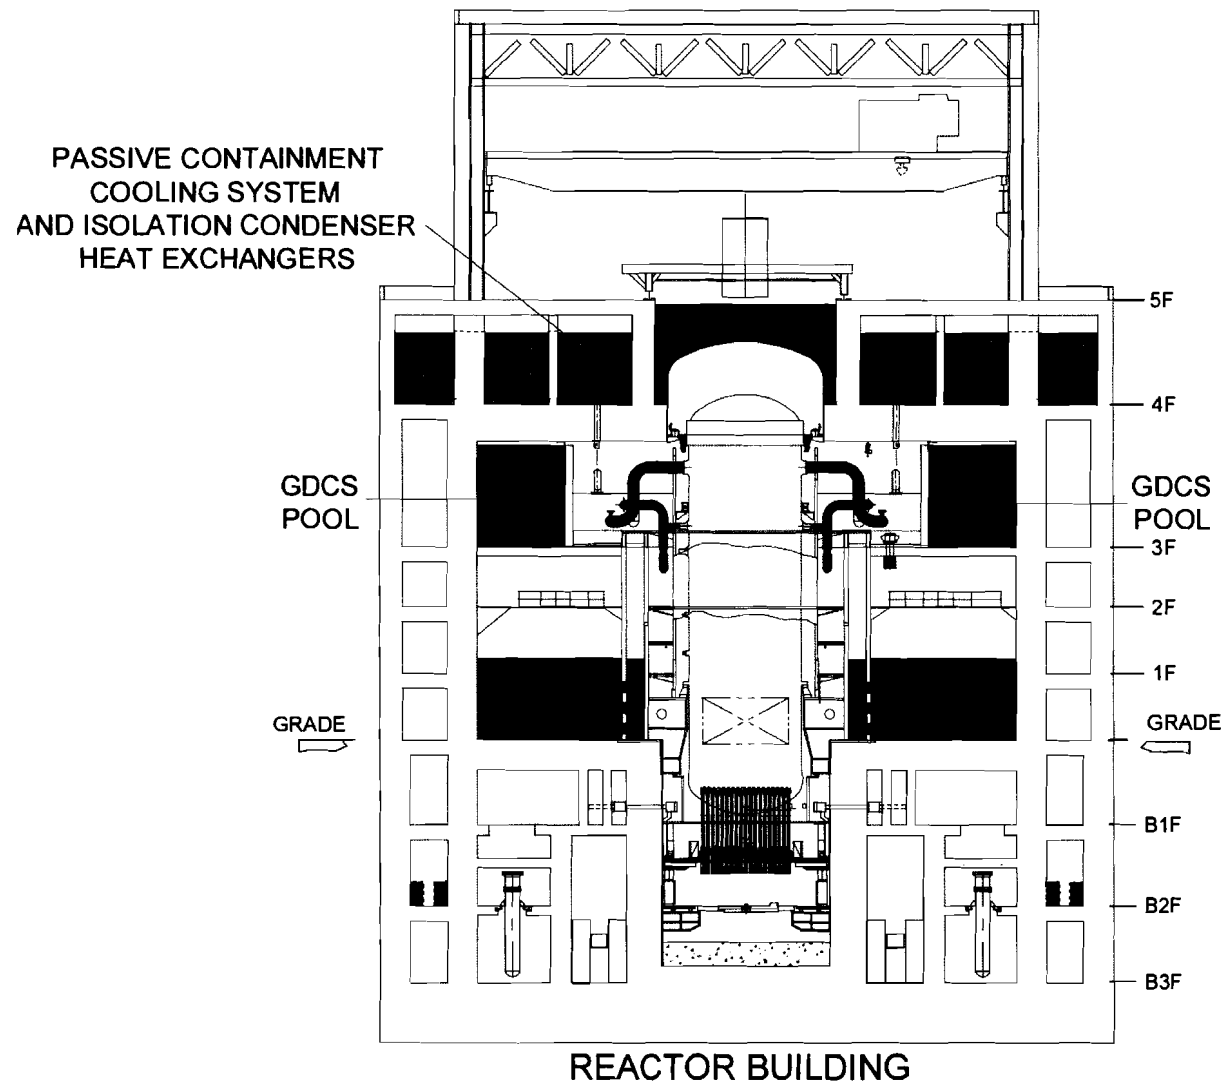 PASSIVE CONTAINMENT
COOLING SYSTEM
AND ISOLATION CONDENSER
HEAT EXCHANGERS
5F
4F
GDCS
POOL
GDCS
POOL
3F
2F
1F
GRADE
GRADE
B1F
B2F
B3F
REACTOR BUILDING